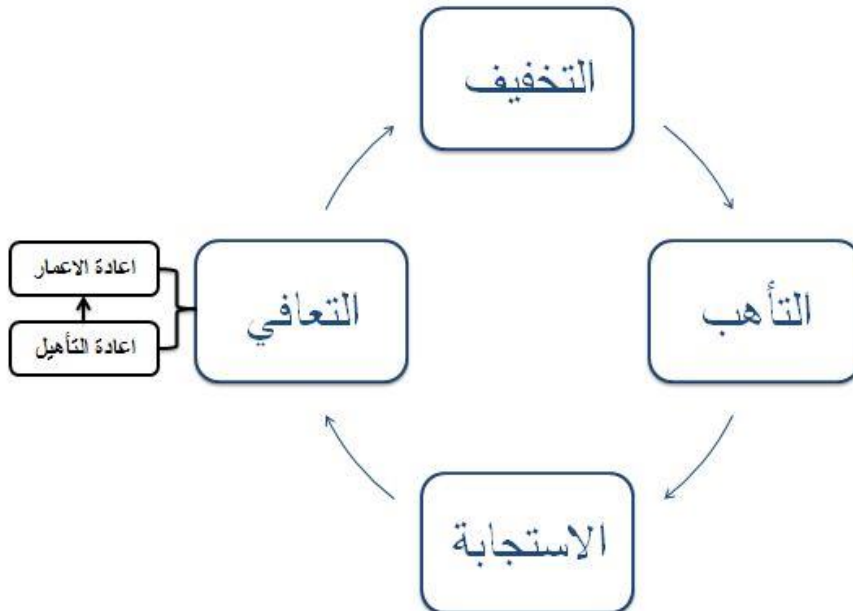 التخفيف
التأهب
الاستجابة
التعافي
اعادة الاعمار
اعادة التأهيل